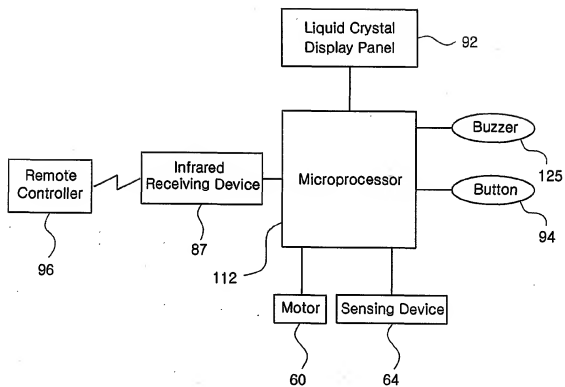 Liquid Crystal
Display Panel
92
Buzzer
125
Microprocessor
Infrared
Receiving Device
Remote
Controller
Button
87
94
96
112
Motor
Sensing Device
60
64